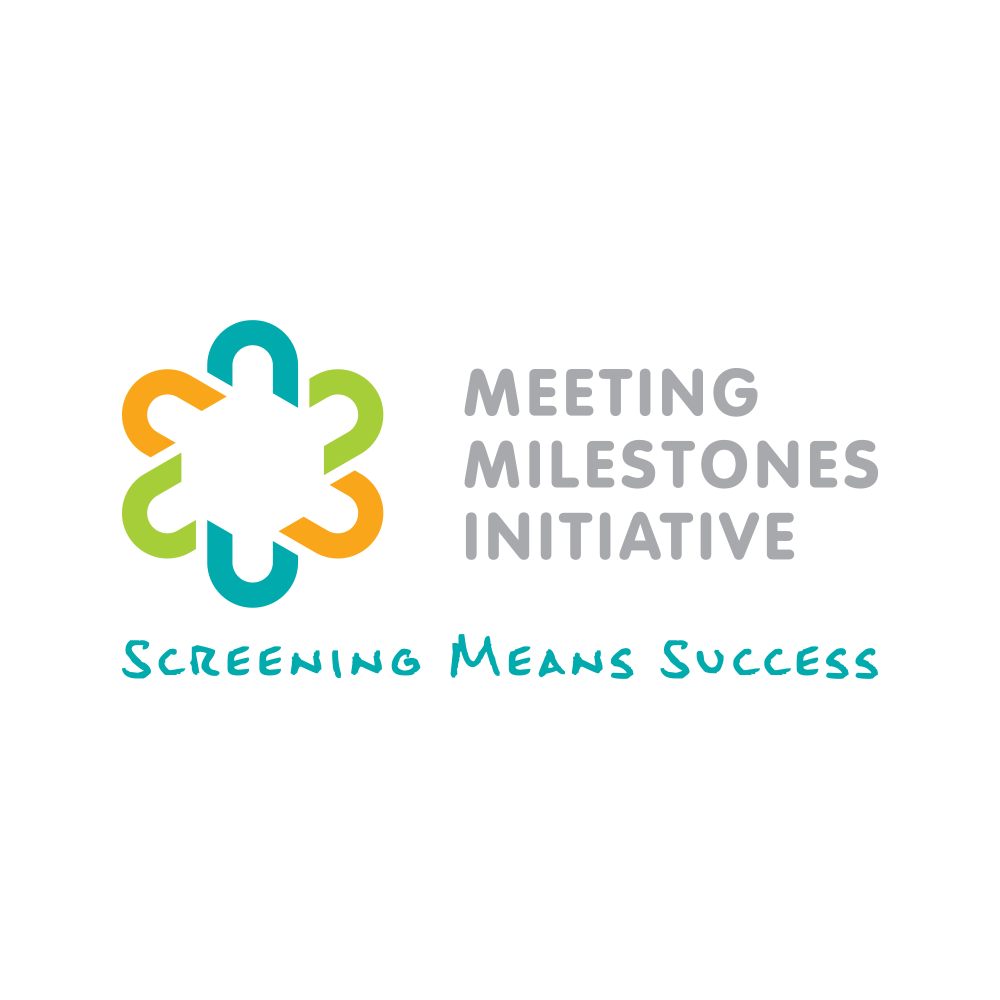 MEETING
MILESTONES
INITIATIVE
SCREENING MEANS SUCCESS